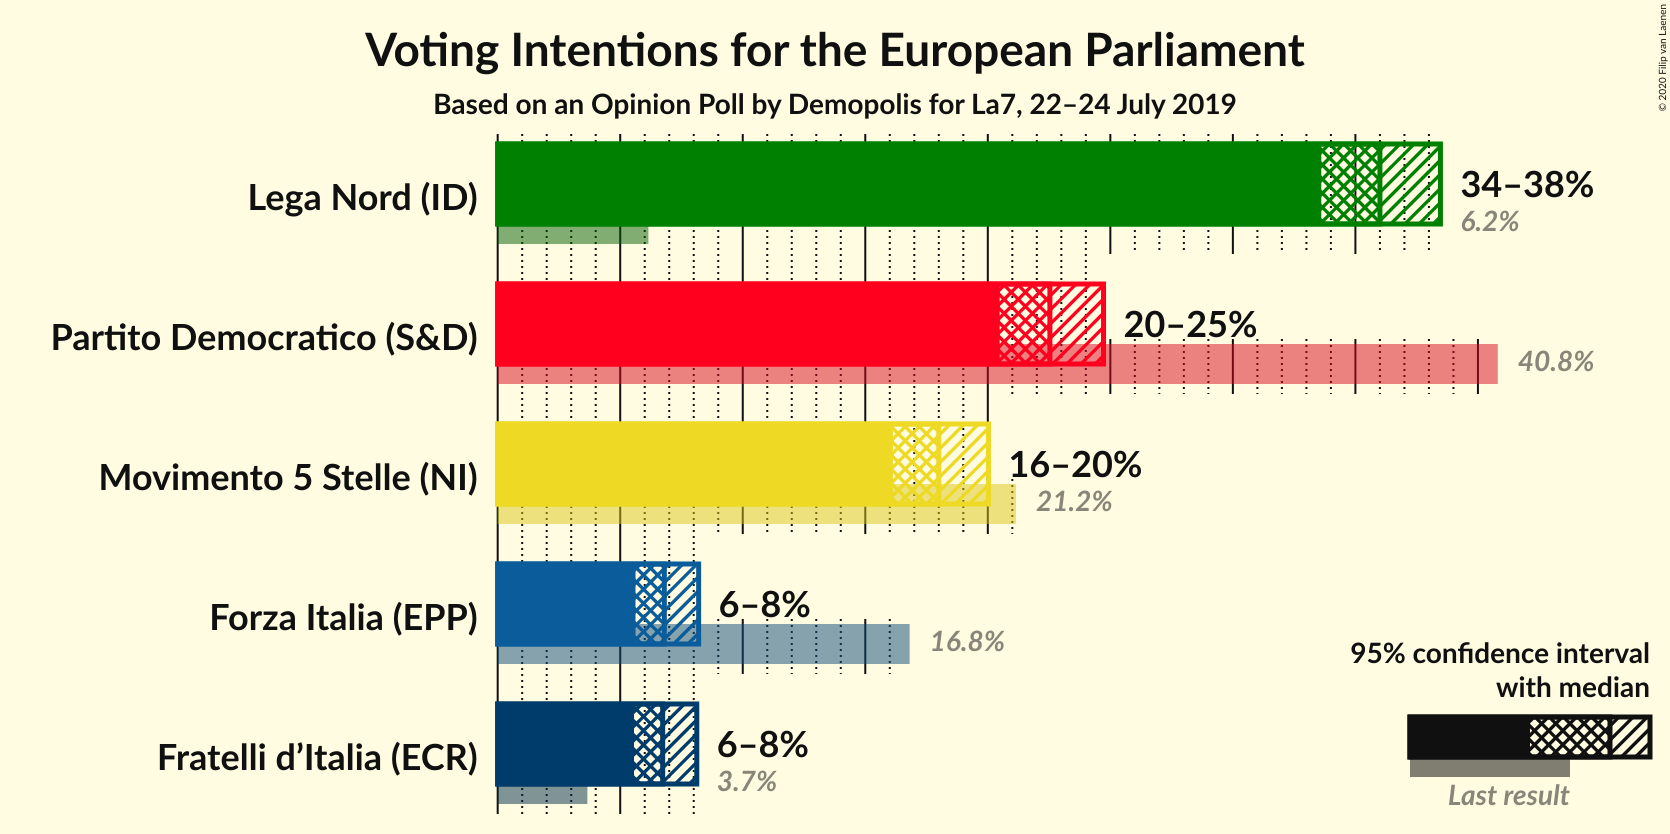 Voting Intentions for the European Parliament
Based on an Opinion Poll by Demopolis for La7, 22–24 July 2019
© 2020 Filip van Laenen
Lega Nord (ID)
34–38%
6.2%
Partito Democratico (S&D)
20–25%
40.8%
Movimento 5 Stelle (NI)
16–20%
21.2%
Forza Italia (EPP)
6–8%
16.8%
Fratelli d’Italia (ECR)
6–8%
3.7%
95% confidence interval
with median
Last result